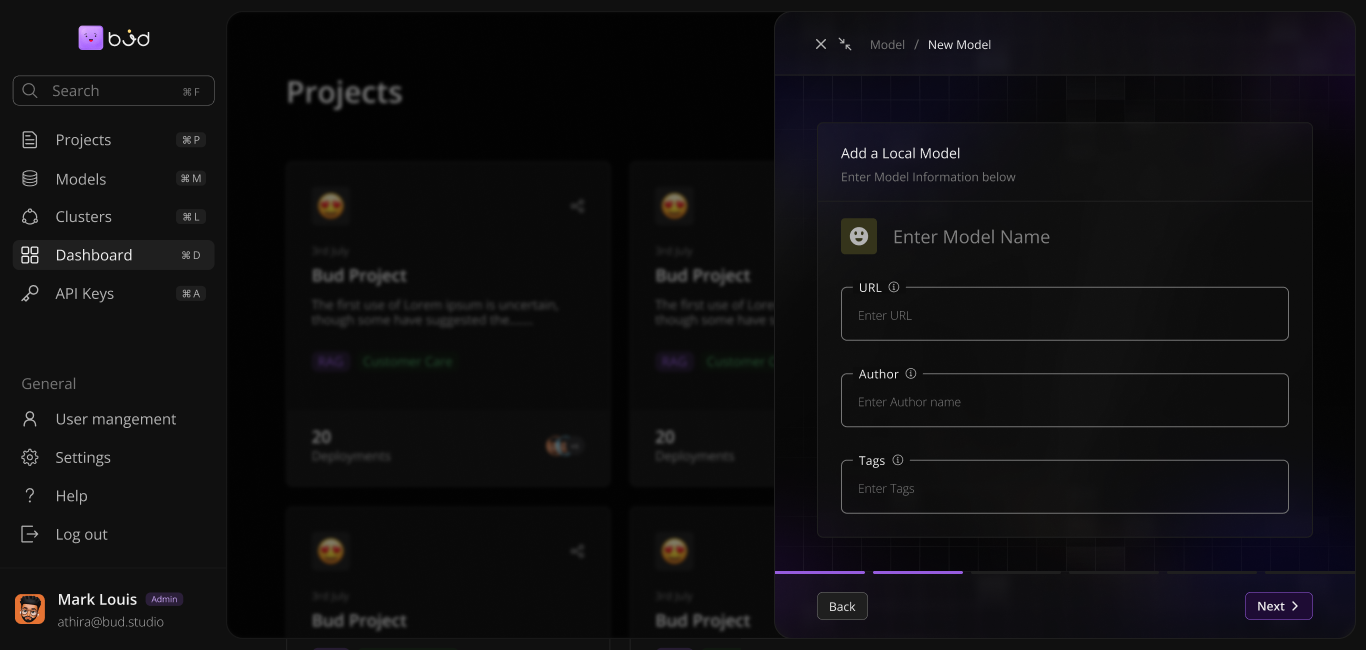 bud
Search ⌘ F
Projects ⌘ P
Models ⌘ M
Clusters ⌘ L
Dashboard ⌘ D
API Keys ⌘ A
General
User mangement
Settings
Help
Log out
Mark Louis Admin
athira@bud.studio
Projects
3rd July
Bud Project
The first use of Lorem ipsum is uncertain,
though some have suggested the.......
RAG Customer Care
20
Deployments
Bud Project
The first use of Lore
though some have s
RAG Customer C
20
Deployments
3rd July
Bud Project
Bud Project
Model / New Model
Add a Local Model
Enter Model Information below
Enter Model Name
URL
Enter URL
Author
Enter Author name
Tags
Enter Tags
Back
Next